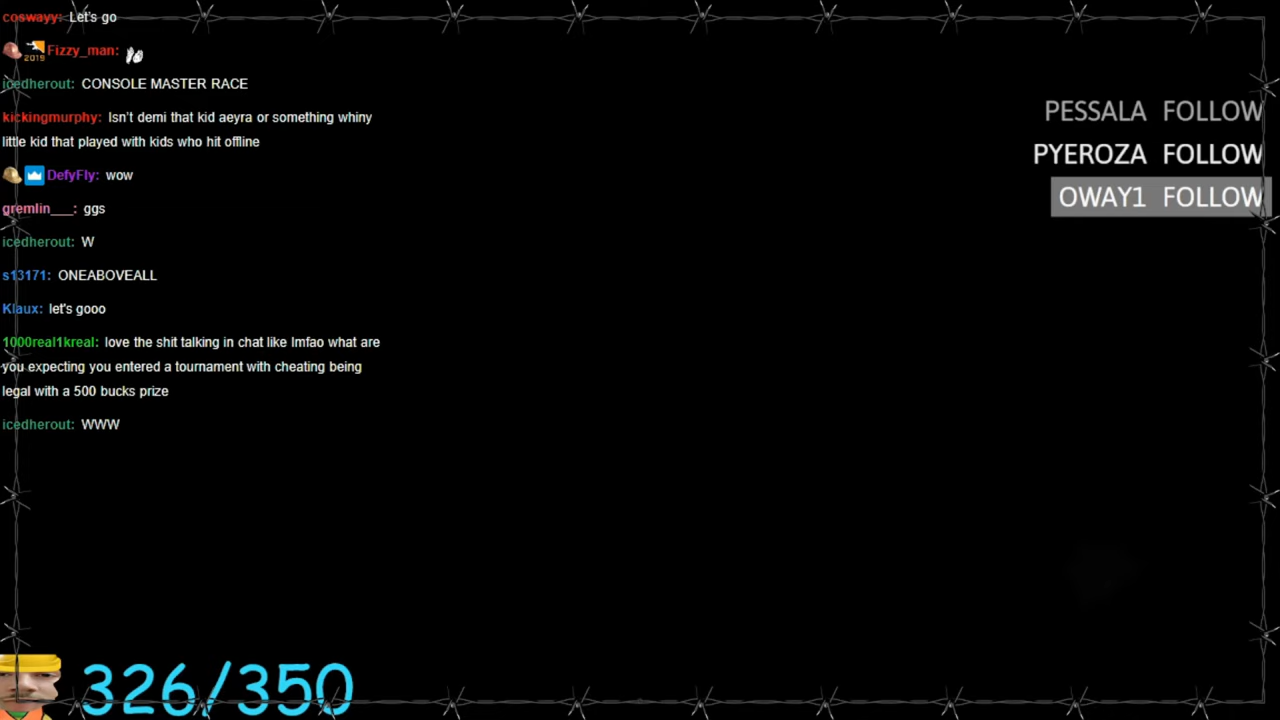 coswayy: Let's go
2019 Fizzy_man:
icedherout: CONSOLE MASTER RACE
kickingmurphy: Isn't demi that kid aeyra or something whiny
little kid that played with kids who hit offline
DefyFly: wow
gremlin___: ggs
icedherout: W
s13171: ONEABOVEALL
Klaux: let's gooo
1000real1kreal: love the shit talking in chat like lmfao what are
you expecting you entered a tournament with cheating being
legal with a 500 bucks prize
icedherout: WWW
PESSALA FOLLOW
PYEROZA FOLLOW
OWAY1 FOLLOW
326/350